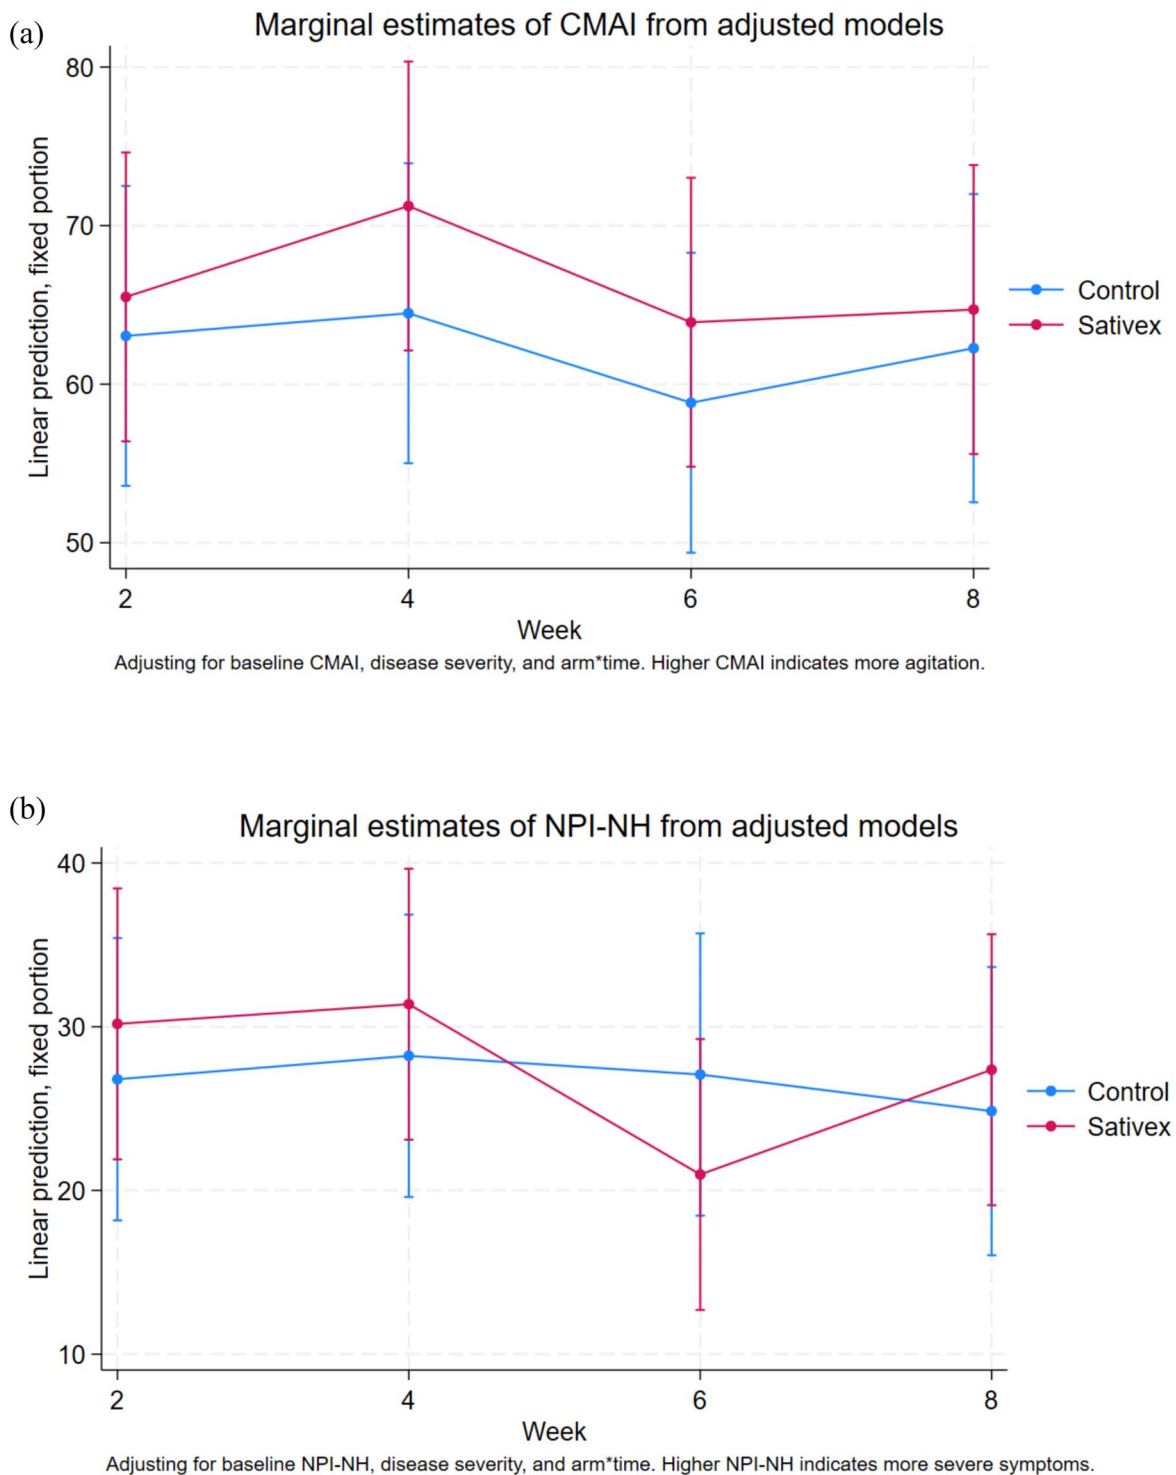 (a)
Marginal estimates of CMAI from adjusted models
Linear prediction, fixed portion
80
70
60
50
2 4 6 8
Week
Control
Sativex
Adjusting for baseline CMAI, disease severity, and arm*time. Higher CMAI indicates more agitation.
(b)
Marginal estimates of NPI-NH from adjusted models
Linear prediction, fixed portion
40
30
20
10
2 4 6 8
Week
Control
Sativex
Adjusting for baseline NPI-NH, disease severity, and arm*time. Higher NPI-NH indicates more severe symptoms.